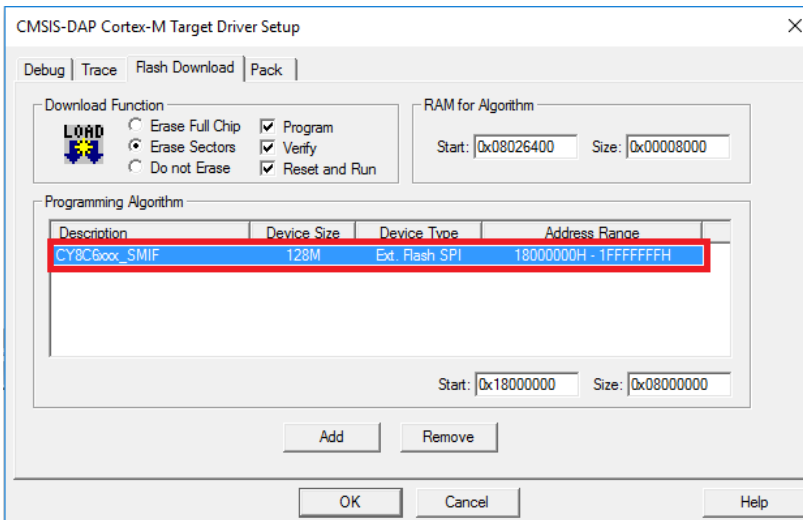 CMSIS-DAP Cortex-M Target Driver Setup
Debug Trace Flash Download Pack
Download Function
LOAD
Erase Full Chip Program
Erase Sectors Verify
Do not Erase Reset and Run
RAM for Algorithm
Start: 0x08026400 Size: 0x00008000
Programming Algorithm
Description Device Size Device Type Address Range
CY8C6xxx_SMIF 128M Ext. Flash SPI 18000000H - 1FFFFFFFH
Start: 0x18000000 Size: 0x08000000
Add Remove
OK Cancel Help